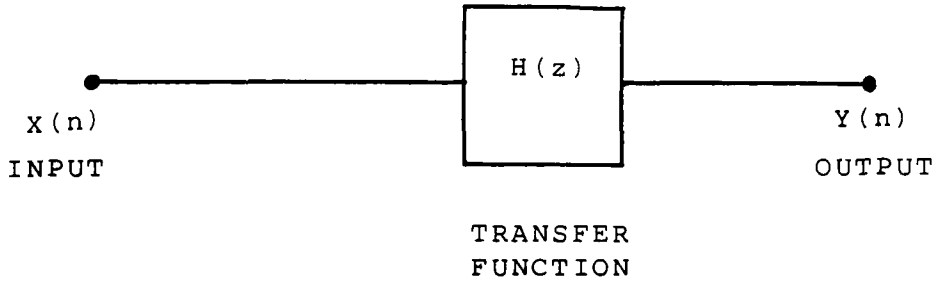 H(z)
X(n)
INPUT
Y(n)
OUTPUT
TRANSFER
FUNCTION